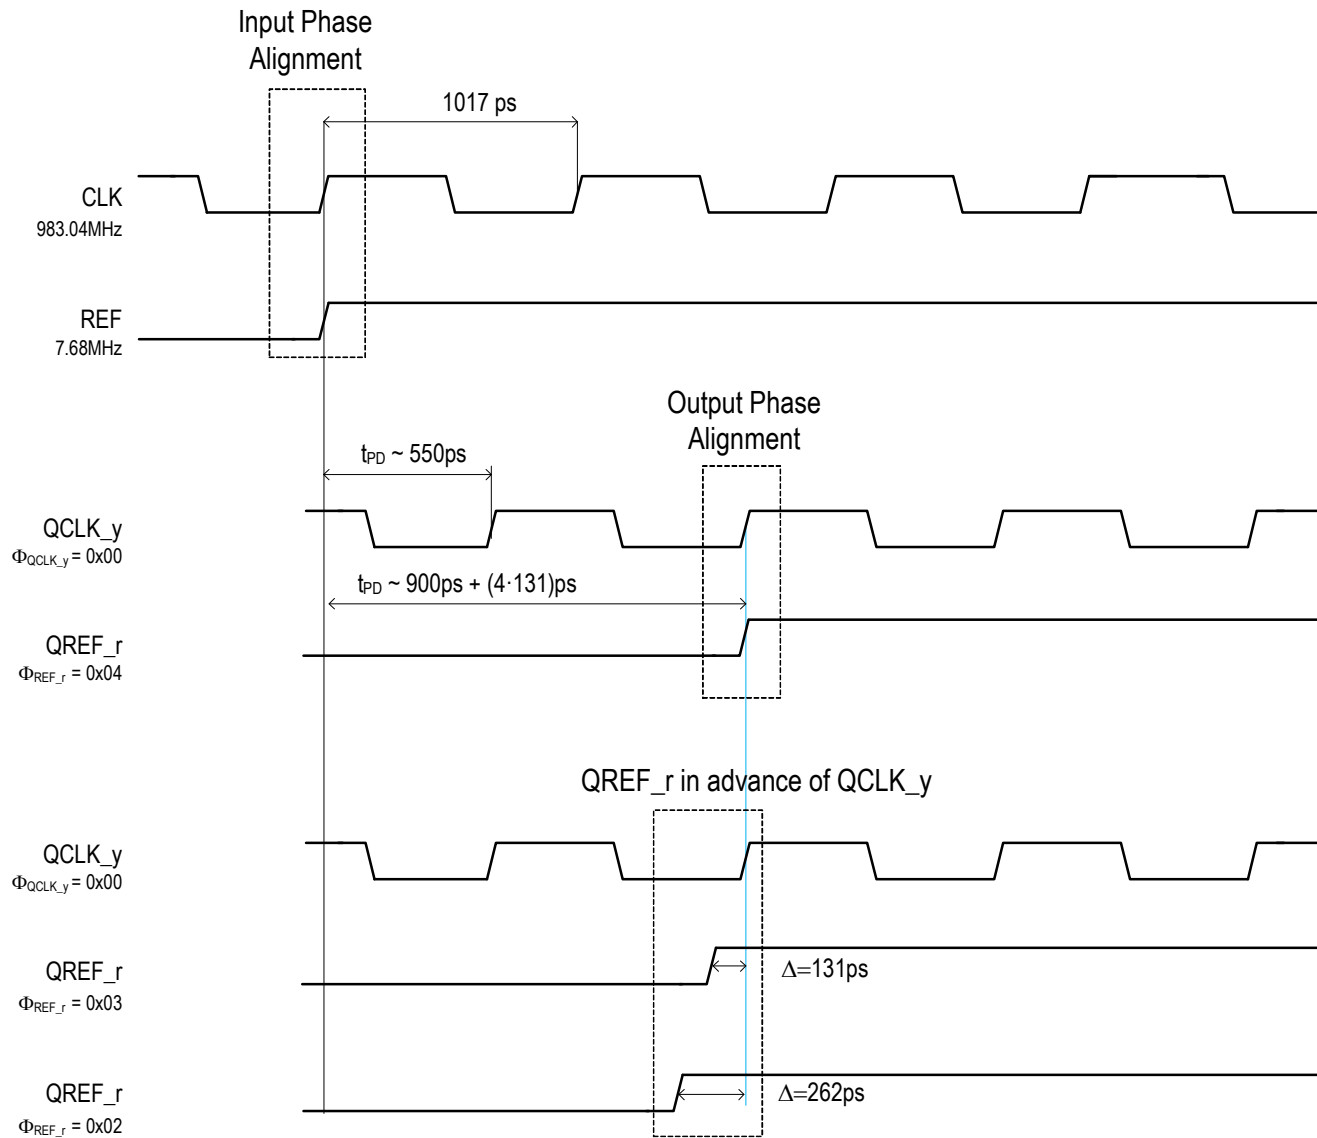 Input Phase
Alignment
1017 ps
CLK
983.04MHz
REF
7.68MHz
Output Phase
Alignment
tPD ~ 550ps
QCLK_y
ΦQCLK_y = 0x00
tPD ~ 900ps + (4·131)ps
QREF_r
ΦREF_r = 0x04
QREF_r in advance of QCLK_y
QCLK_y
ΦQCLK_y = 0x00
QREF_r
Δ=131ps
ΦREF_r = 0x03
QREF_r
Δ=262ps
ΦREF_r = 0x02